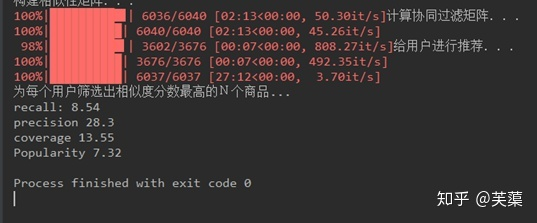 构建相似性矩阵...
100%|██████████| 6036/6040 [02:13<00:00, 50.30it/s]计算协同过滤矩阵...
100%|██████████| 6040/6040 [02:13<00:00, 45.26it/s]
98%|██████████| 3602/3676 [00:07<00:00, 808.27it/s]给用户进行推荐...
100%|██████████| 3676/3676 [00:07<00:00, 492.35it/s]
100%|██████████| 6037/6037 [27:12<00:00,  3.70it/s]
为每个用户筛选出相似度分数最高的N个商品...
recall: 8.54
precision 28.3
coverage 13.55
Popularity 7.32
Process finished with exit code 0
知乎 @芙蕖